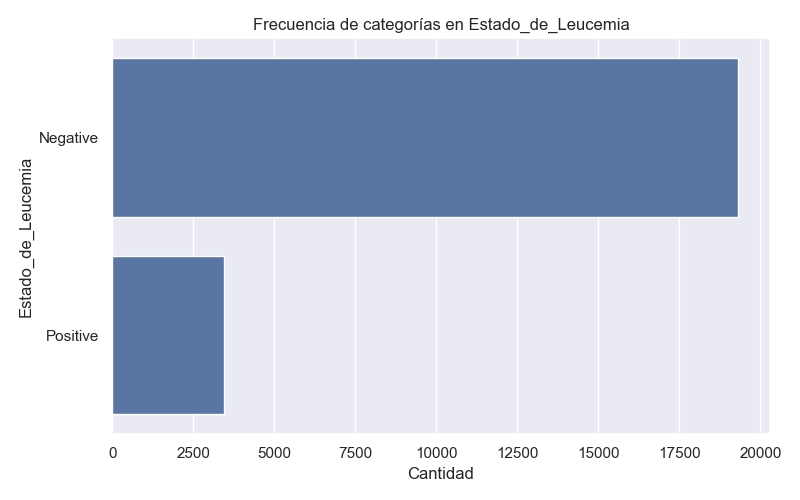 Frecuencia de categorías en Estado_de_Leucemia
Estado_de_Leucemia
Negative
Positive
0 2500 5000 7500 10000 12500 15000 17500 20000
Cantidad